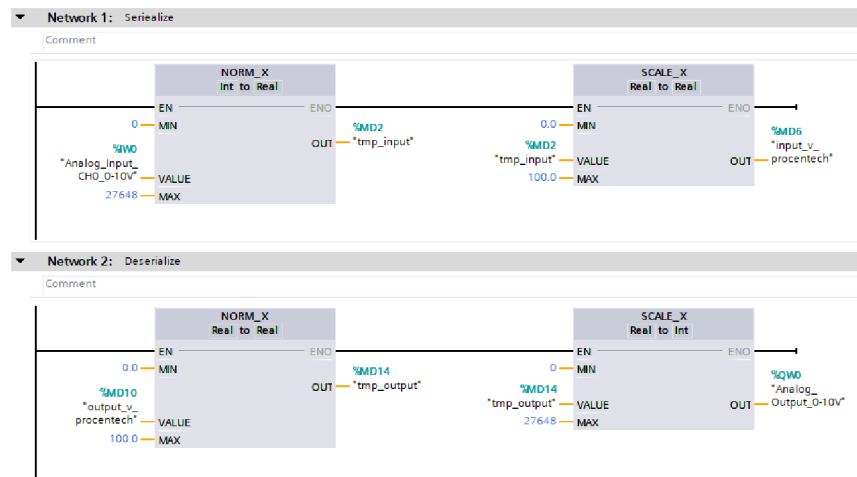 Network 1: Seriealize
Comment
NORM_X
Int to Real
EN
ENO
0
MIN
%IW0
"Analog_Input_
CH0_0-10V"
VALUE
27648
MAX
OUT
%MD2
"tmp_input"
SCALE_X
Real to Real
EN
ENO
0.0
MIN
%MD2
"tmp_input"
VALUE
100.0
MAX
OUT
%MD6
"input_v_
procentech"
Network 2: Deserialize
Comment
NORM_X
Real to Real
EN
ENO
0.0
MIN
%MD10
"output_v_
procentech"
VALUE
100.0
MAX
OUT
%MD14
"tmp_output"
SCALE_X
Real to Int
EN
ENO
0
MIN
%MD14
"tmp_output"
VALUE
27648
MAX
OUT
%QW0
"Analog_
Output_0-10V"